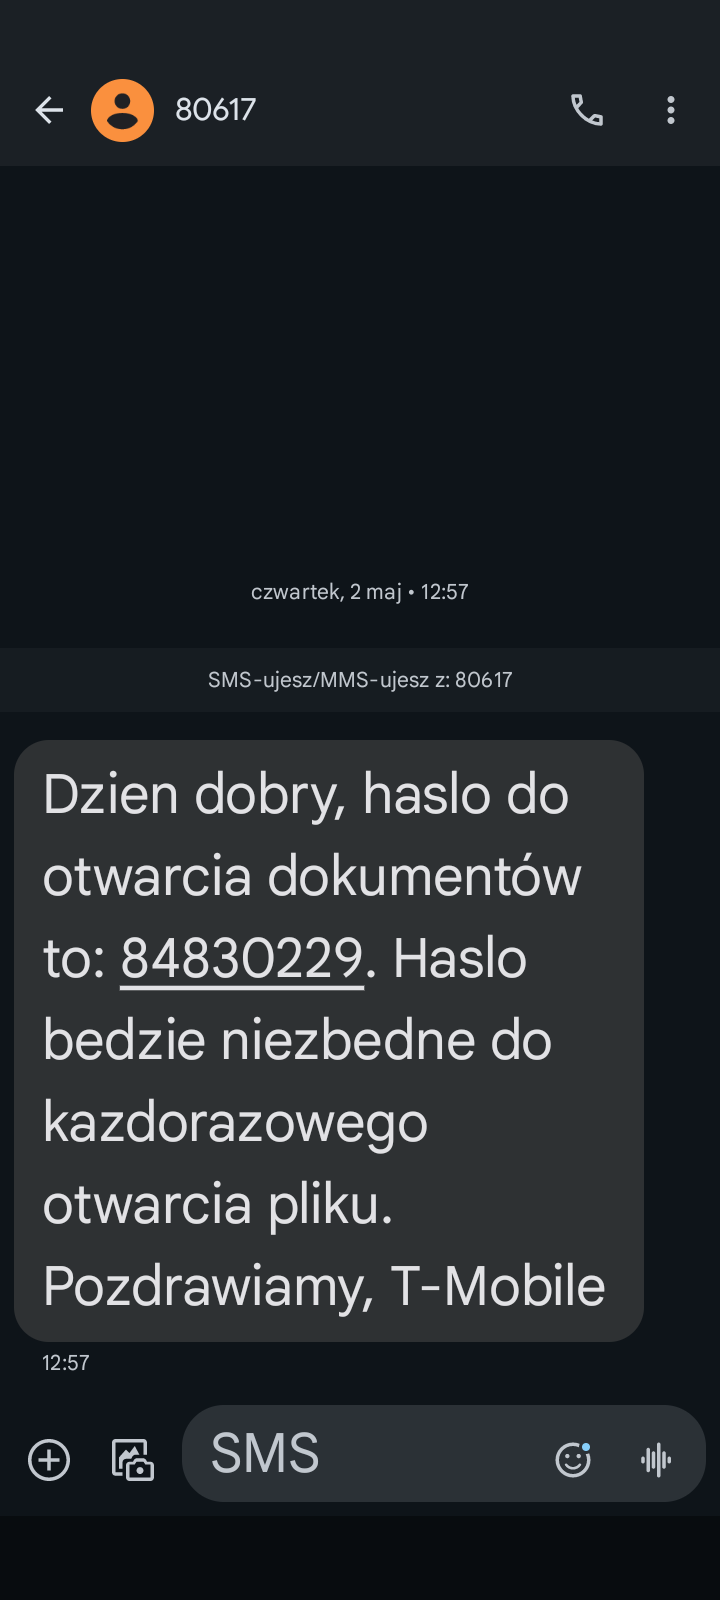 80617
czwartek, 2 maj • 12:57
SMS-ujesz/MMS-ujesz z: 80617
Dzien dobry, haslo do
otwarcia dokumentów
to: 84830229. Haslo
bedzie niezbedne do
kazdorazowego
otwarcia pliku.
Pozdrawiamy, T-Mobile
12:57
SMS